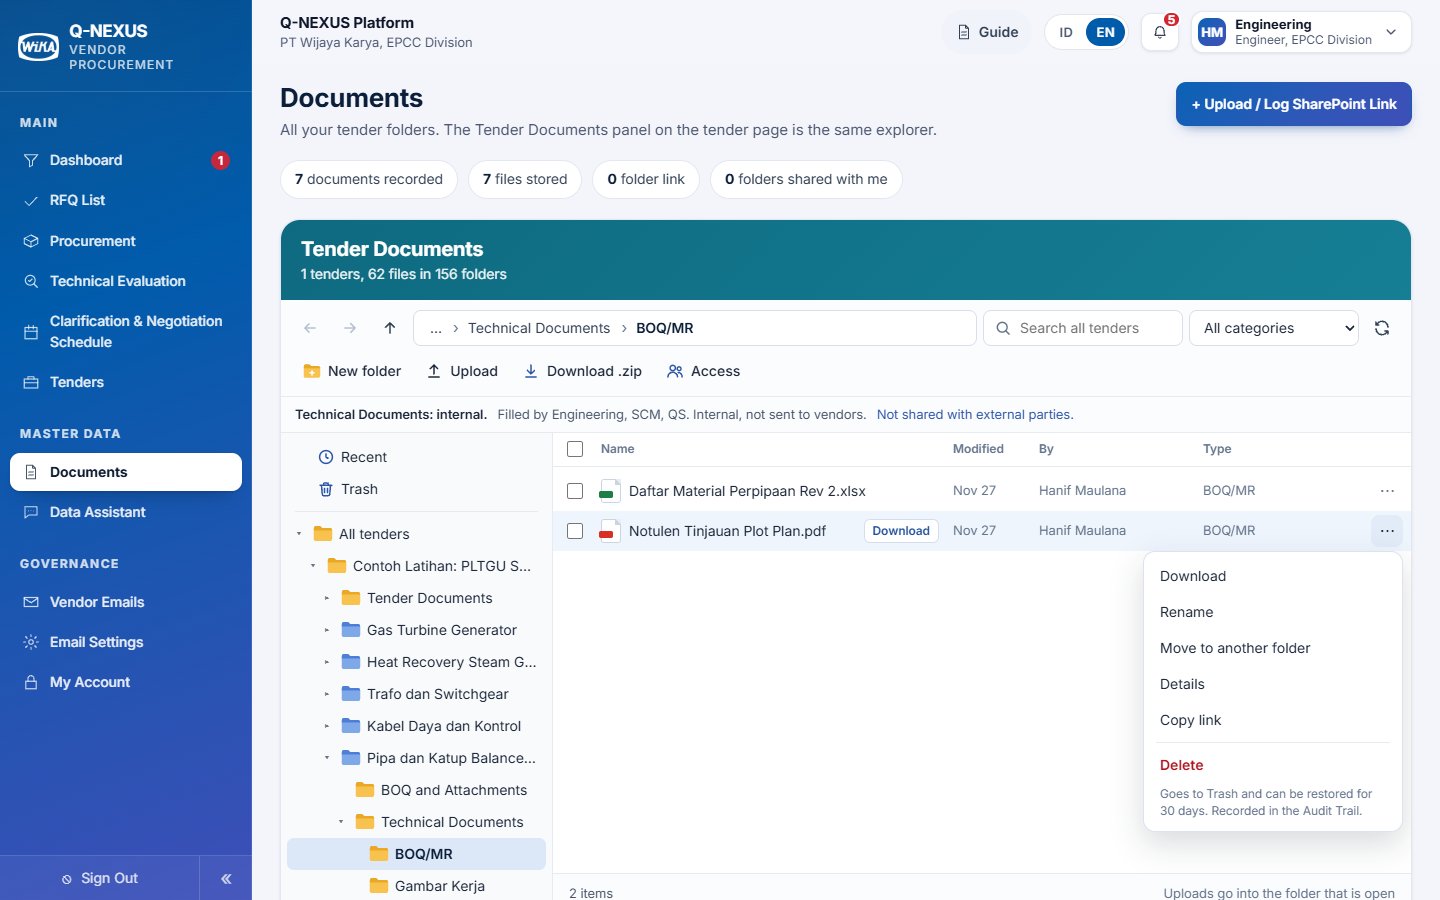 WIKA
Q-NEXUS
VENDOR
PROCUREMENT
MAIN
Dashboard
1
RFQ List
Procurement
Technical Evaluation
Clarification & Negotiation
Schedule
Tenders
MASTER DATA
Documents
Data Assistant
GOVERNANCE
Vendor Emails
Email Settings
My Account
Sign Out
«
Q-NEXUS Platform
PT Wijaya Karya, EPCC Division
Guide
ID EN
5
HM
Engineering
Engineer, EPCC Division
Documents
All your tender folders. The Tender Documents panel on the tender page is the same explorer.
+ Upload / Log SharePoint Link
7 documents recorded
7 files stored
0 folder link
0 folders shared with me
Tender Documents
1 tenders, 62 files in 156 folders
... › Technical Documents › BOQ/MR
Search all tenders
All categories
New folder
Upload
Download .zip
Access
Technical Documents: internal. Filled by Engineering, SCM, QS. Internal, not sent to vendors. Not shared with external parties.
Recent
Trash
All tenders
Contoh Latihan: PLTGU S...
Tender Documents
Gas Turbine Generator
Heat Recovery Steam G...
Trafo dan Switchgear
Kabel Daya dan Kontrol
Pipa dan Katup Balance...
BOQ and Attachments
Technical Documents
BOQ/MR
Gambar Kerja
Name Modified By Type
Daftar Material Perpipaan Rev 2.xlsx Nov 27 Hanif Maulana BOQ/MR ...
Notulen Tinjauan Plot Plan.pdf Download Nov 27 Hanif Maulana BOQ/MR ...
Download
Rename
Move to another folder
Details
Copy link
Delete
Goes to Trash and can be restored for
30 days. Recorded in the Audit Trail.
2 items
Uploads go into the folder that is open